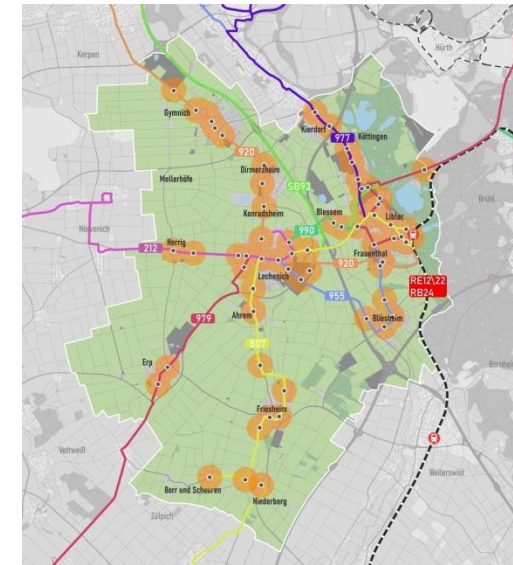 Hürth
Kerpen
Gymnich
Kierdorf
Köttingen
977
920
Dirmerzheim
Mellerhöfe
SB93
Brühl
Konradsheim
Blessem
Liblar
990
Nörvenich
212
Herrig
Frauenthal
920
Lechenich
RE12\22
RB24
955
979
Ahrem
Bliesheim
807
Bornheim
Erp
Friesheim
Vettweiß
Weilerswist
Borr und Scheuren
Niederberg
Zülpich